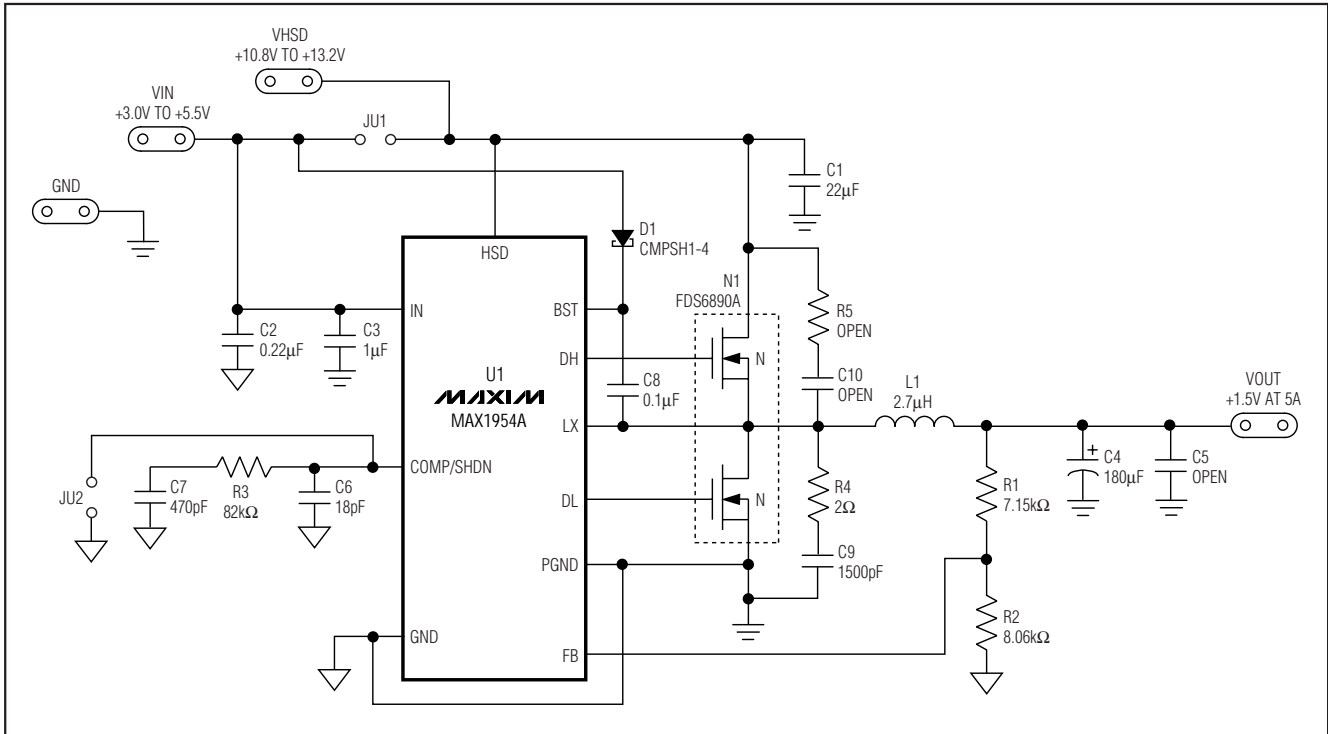 VHSD
+10.8V TO +13.2V
VIN
+3.0V TO +5.5V
JU1
GND
C1
22µF
D1
CMPSH1-4
HSD
N1
FDS6890A
IN
BST
R5
OPEN
C2
0.22µF
C3
1µF
DH
N
U1
MAXIM
MAX1954A
C8
0.1µF
C10
OPEN
L1
2.7µH
VOUT
+1.5V AT 5A
LX
COMP/SHDN
C4
+
180µF
C5
OPEN
JU2
C7
470pF
R3
82kΩ
C6
18pF
DL
N
R4
2Ω
R1
7.15kΩ
C9
1500pF
PGND
R2
8.06kΩ
GND
FB